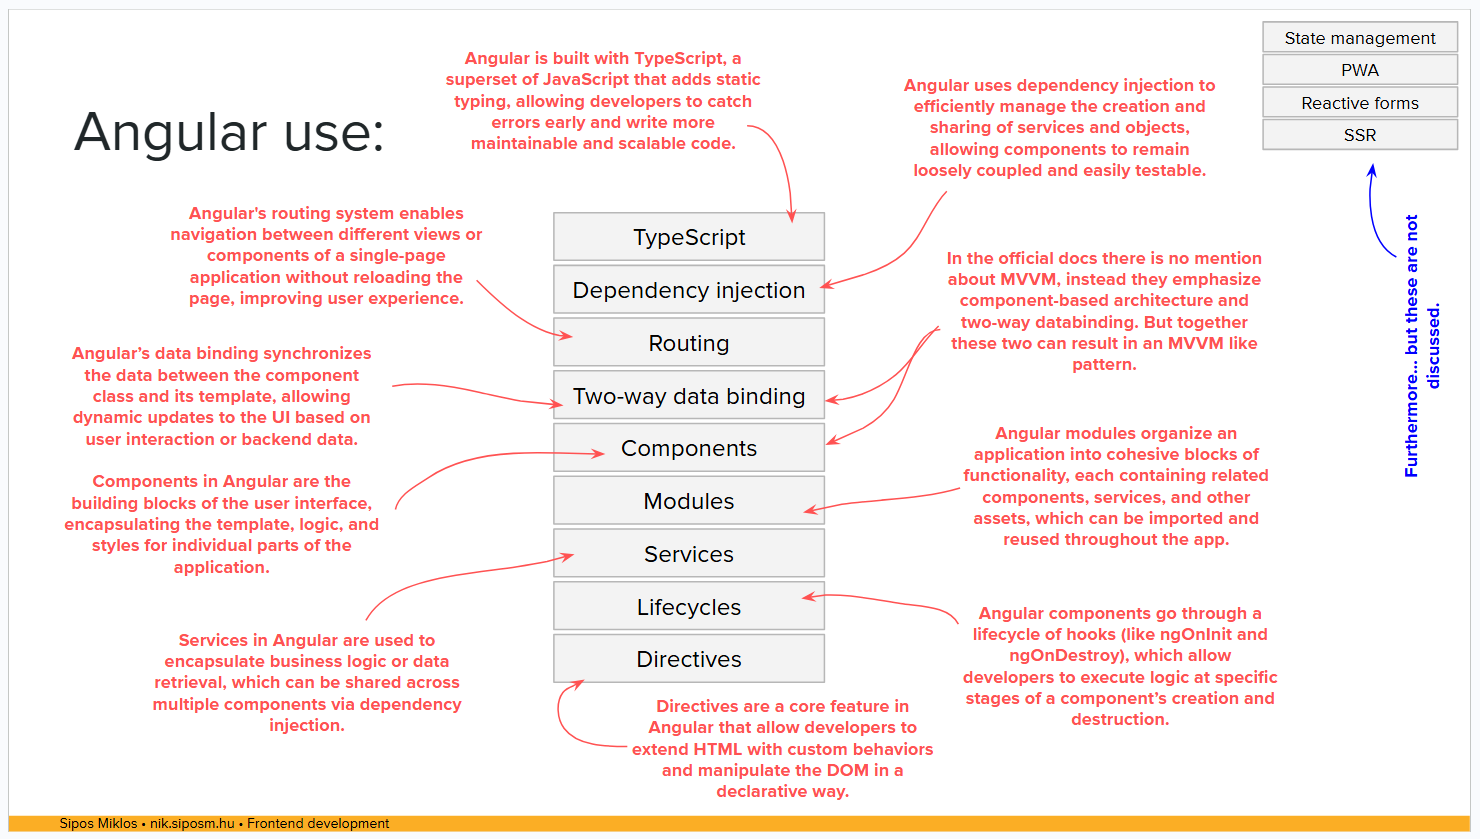 Angular use:
Angular is built with TypeScript, a
superset of JavaScript that adds static
typing, allowing developers to catch
errors early and write more
maintainable and scalable code.
Angular uses dependency injection to
efficiently manage the creation and
sharing of services and objects,
allowing components to remain
loosely coupled and easily testable.
State management
PWA
Reactive forms
SSR
Furthermore... but these are not
discussed.
Angular's routing system enables
navigation between different views or
components of a single-page
application without reloading the
page, improving user experience.
In the official docs there is no mention
about MVVM, instead they emphasize
component-based architecture and
two-way databinding. But together
these two can result in an MVVM like
pattern.
Angular’s data binding synchronizes
the data between the component
class and its template, allowing
dynamic updates to the UI based on
user interaction or backend data.
Components in Angular are the
building blocks of the user interface,
encapsulating the template, logic, and
styles for individual parts of the
application.
TypeScript
Dependency injection
Routing
Two-way data binding
Components
Modules
Services
Lifecycles
Directives
Angular modules organize an
application into cohesive blocks of
functionality, each containing related
components, services, and other
assets, which can be imported and
reused throughout the app.
Services in Angular are used to
encapsulate business logic or data
retrieval, which can be shared across
multiple components via dependency
injection.
Angular components go through a
lifecycle of hooks (like ngOnInit and
ngOnDestroy), which allow
developers to execute logic at specific
stages of a component’s creation and
destruction.
Directives are a core feature in
Angular that allow developers to
extend HTML with custom behaviors
and manipulate the DOM in a
declarative way.
Sipos Miklos • nik.siposm.hu • Frontend development